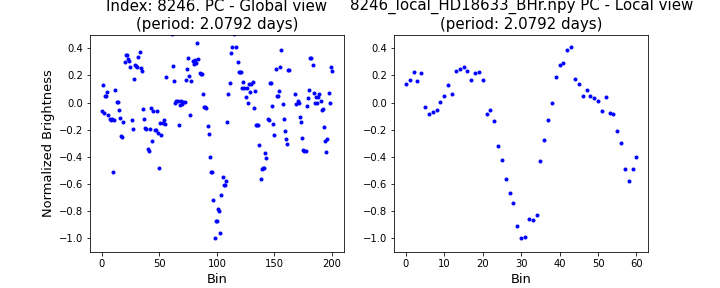 Index: 8246. PC - Global view
(period: 2.0792 days)
8246_local_HD18633_BHr.npy PC - Local view
(period: 2.0792 days)
Normalized Brightness
0.4
0.2
0.0
−0.2
−0.4
−0.6
−0.8
−1.0
0 50 100 150 200
Bin
0.4
0.2
0.0
−0.2
−0.4
−0.6
−0.8
−1.0
0 10 20 30 40 50 60
Bin